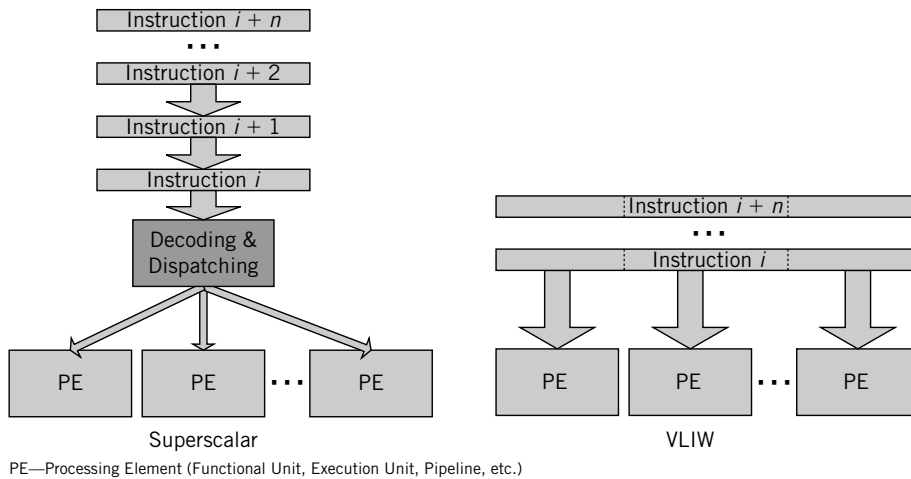 Instruction i + n
...
Instruction i + 2
Instruction i + 1
Instruction i
Decoding &
Dispatching
PE
PE
...
PE
Superscalar
Instruction i + n
...
Instruction i
PE
PE
...
PE
VLIW
PE—Processing Element (Functional Unit, Execution Unit, Pipeline, etc.)